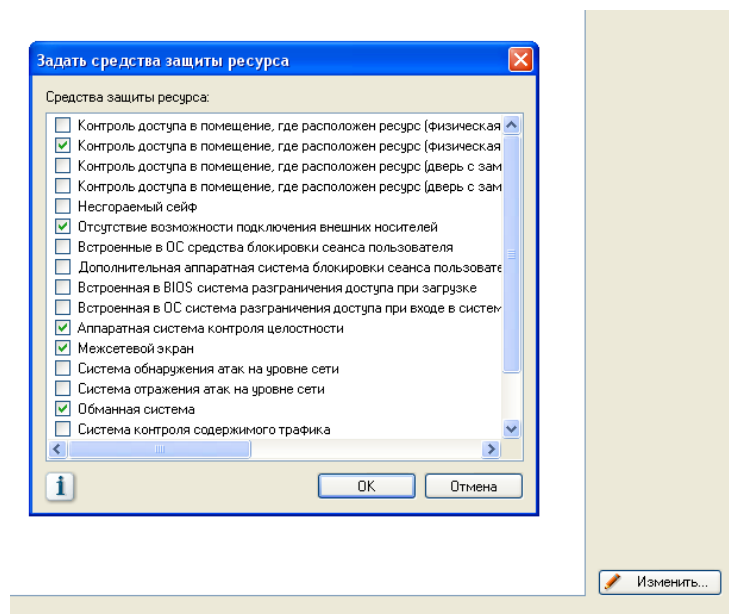 Задать средства защиты ресурса
Средства защиты ресурса:
Контроль доступа в помещение, где расположен ресурс (физическая
Контроль доступа в помещение, где расположен ресурс (физическая
Контроль доступа в помещение, где расположен ресурс (дверь с зам
Контроль доступа в помещение, где расположен ресурс (дверь с зам
Несгораемый сейф
Отсутствие возможности подключения внешних носителей
Встроенные в ОС средства блокировки сеанса пользователя
Дополнительная аппаратная система блокировки сеанса пользовате
Встроенная в BIOS система разграничения доступа при загрузке
Встроенная в ОС система разграничения доступа при входе в систем
Аппаратная система контроля целостности
Межсетевой экран
Система обнаружения атак на уровне сети
Система отражения атак на уровне сети
Обманная система
Система контроля содержимого трафика
OK
Отмена
Изменить...